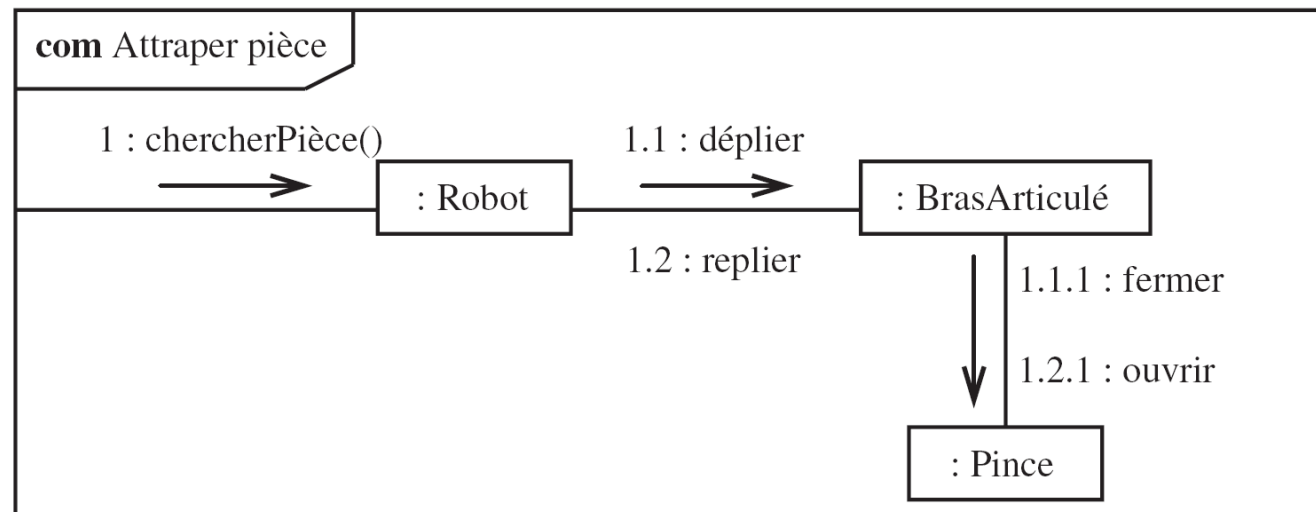 com Attraper pièce
1 : chercherPièce()
1.1 : déplier
: Robot
: BrasArticulé
1.2 : replier
1.1.1 : fermer
1.2.1 : ouvrir
: Pince